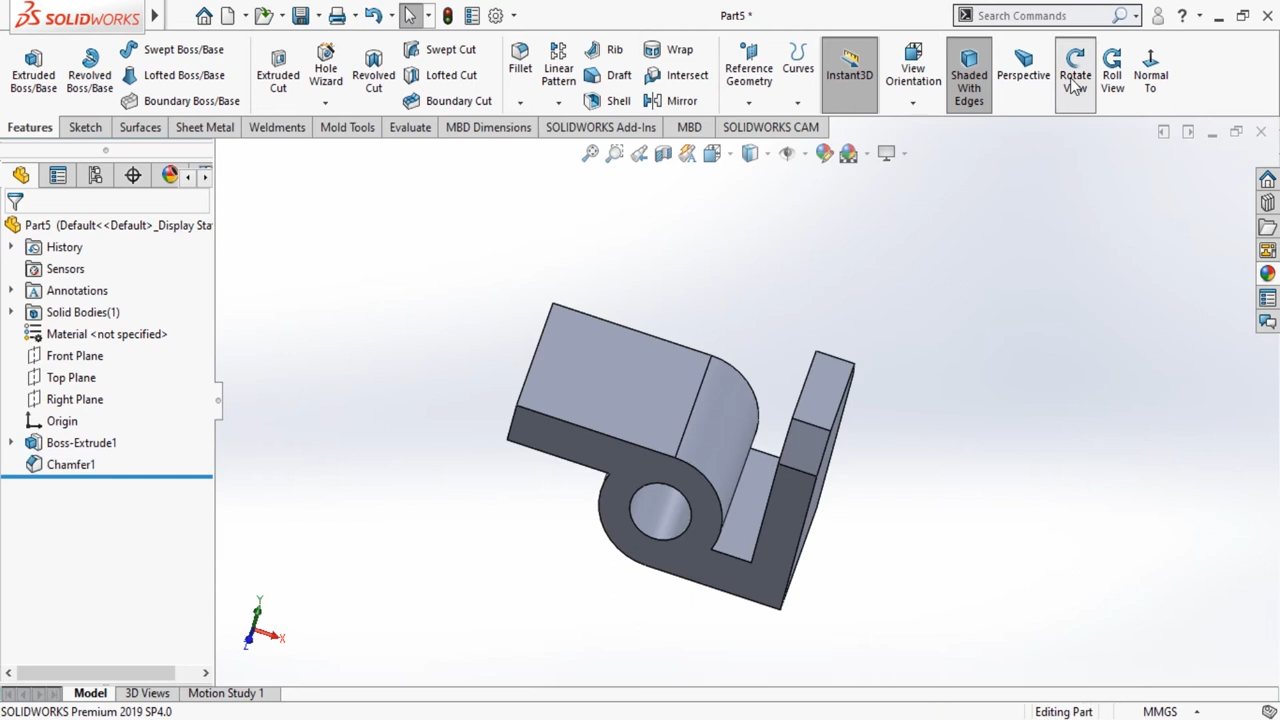 SOLIDWORKS
Part5 *
Search Commands
?
Extruded Boss/Base
Revolved Boss/Base
Swept Boss/Base
Lofted Boss/Base
Boundary Boss/Base
Extruded Cut
Hole Wizard
Revolved Cut
Swept Cut
Lofted Cut
Boundary Cut
Fillet
Linear Pattern
Rib
Draft
Shell
Wrap
Intersect
Mirror
Reference Geometry
Curves
Instant3D
View Orientation
Shaded With Edges
Perspective
Rotate View
Roll View
Normal To
Features
Sketch
Surfaces
Sheet Metal
Weldments
Mold Tools
Evaluate
MBD Dimensions
SOLIDWORKS Add-Ins
MBD
SOLIDWORKS CAM
Part5 (Default<<Default>_Display Sta
History
Sensors
Annotations
Solid Bodies(1)
Material <not specified>
Front Plane
Top Plane
Right Plane
Origin
Boss-Extrude1
Chamfer1
Y
X
Z
Model
3D Views
Motion Study 1
SOLIDWORKS Premium 2019 SP4.0
Editing Part
MMGS